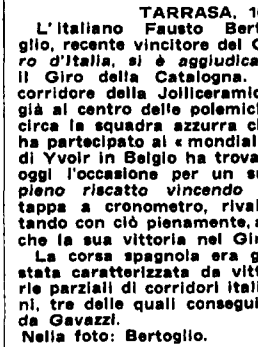 TARRASA, 1
L'italiano Fausto Bert
glio, recente vincitore del G
ro d'Italia, si è aggiudica
il Giro della Catalogna.
corridore della Jolliceramic
già al centro delle polemic
circa la squadra azzurra c
ha partecipato ai « mondial
di Yvoir in Belgio ha trova
oggi l'occasione per un s
pieno riscatto vincendo
tappa a cronometro, rival
tando con ciò pienamente, a
che la sua vittoria nel Gir
La corsa spagnola era g
stata caratterizzata da vitt
rie parziali di corridori itali
ni, tre delle quali consegui
da Gavazzi.
Nella foto: Bertoglio.